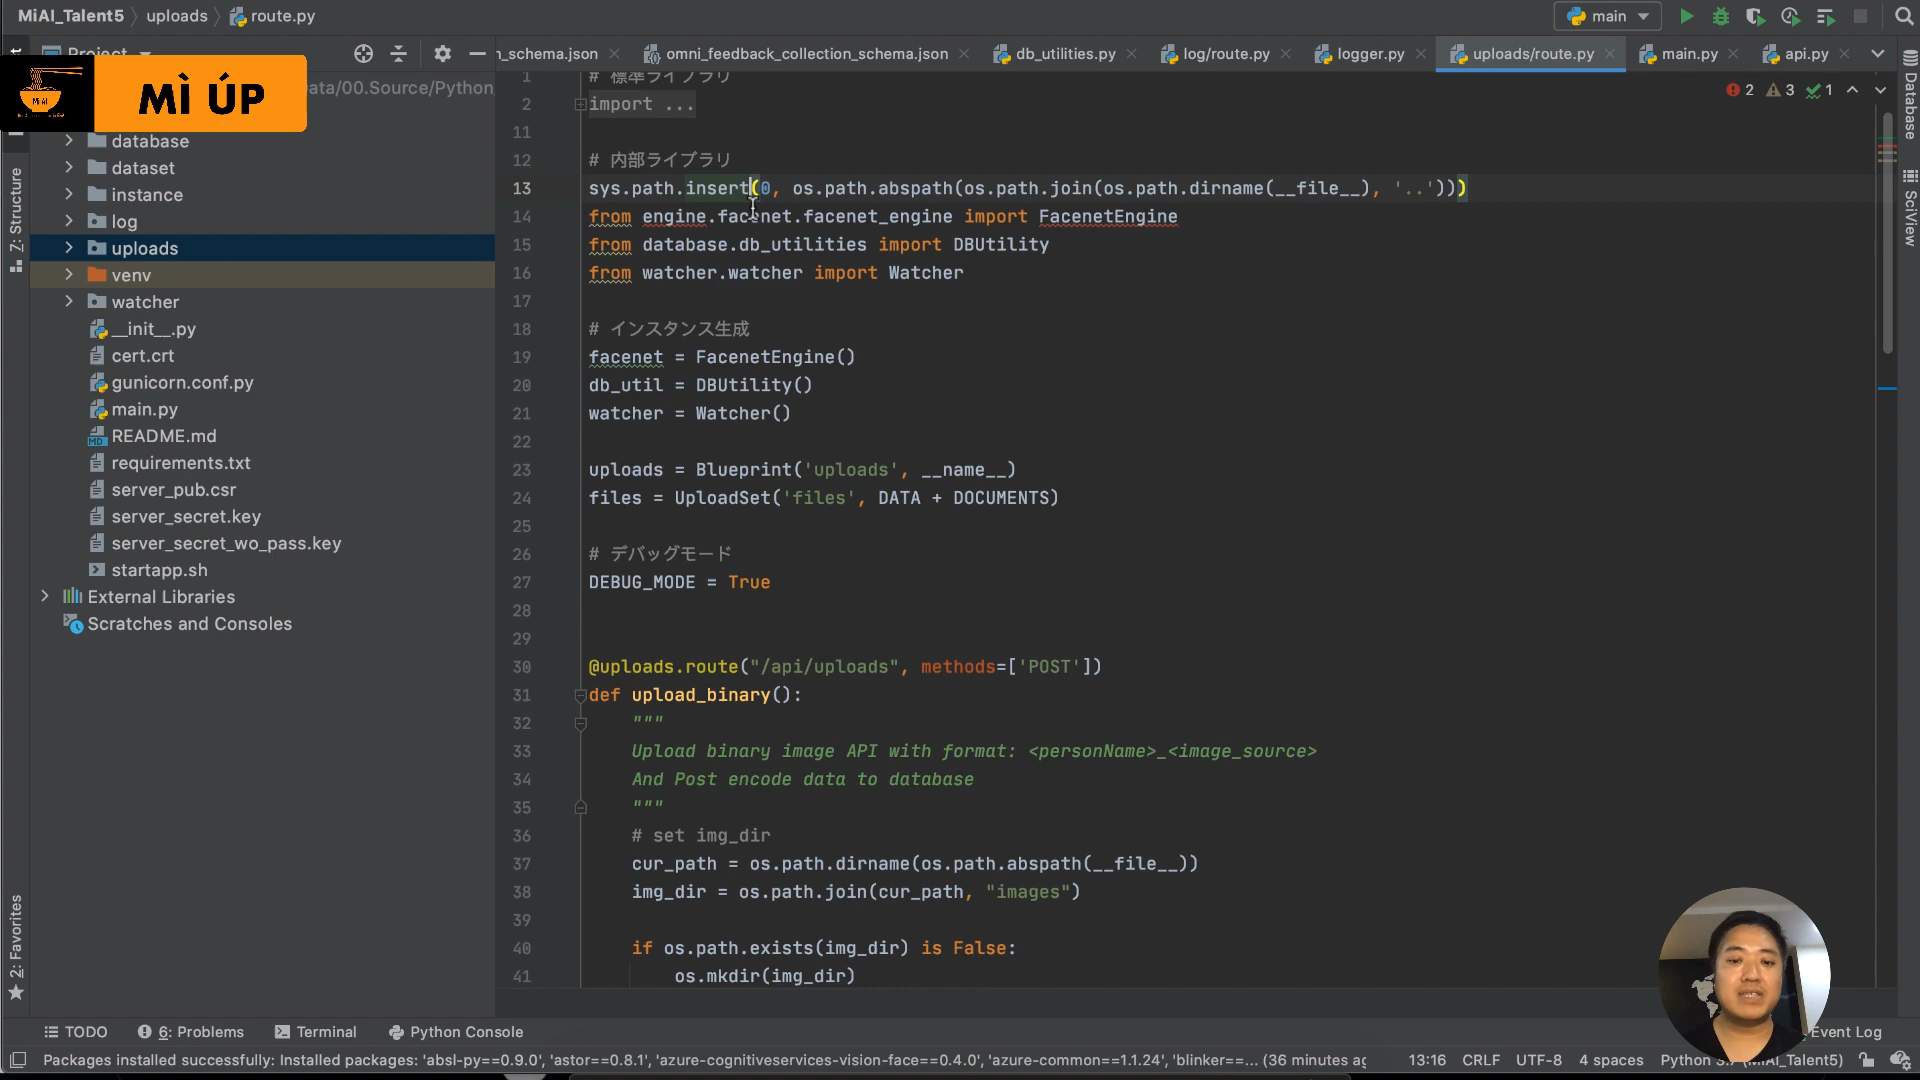 MiAI_Talent5 uploads route.py
main
Project
n_schema.json omni_feedback_collection_schema.json db_utilities.py log/route.py logger.py uploads/route.py main.py api.py
Mi AI
MÌ ÚP
Data/00.Source/Python
database
dataset
instance
log
uploads
venv
watcher
__init__.py
cert.crt
gunicorn.conf.py
main.py
README.md
requirements.txt
server_pub.csr
server_secret.key
server_secret_wo_pass.key
startapp.sh
External Libraries
Scratches and Consoles
Z: Structure
2: Favorites
Database
SciView
2 3 1
1 # 標準ライブラリ
2 import ...
11
12 # 内部ライブラリ
13 sys.path.insert(0, os.path.abspath(os.path.join(os.path.dirname(__file__), '..')))
14 from engine.facenet.facenet_engine import FacenetEngine
15 from database.db_utilities import DBUtility
16 from watcher.watcher import Watcher
17
18 # インスタンス生成
19 facenet = FacenetEngine()
20 db_util = DBUtility()
21 watcher = Watcher()
22
23 uploads = Blueprint('uploads', __name__)
24 files = UploadSet('files', DATA + DOCUMENTS)
25
26 # デバッグモード
27 DEBUG_MODE = True
28
29
30 @uploads.route("/api/uploads", methods=['POST'])
31 def upload_binary():
32 """
33 Upload binary image API with format: <personName>_<image_source>
34 And Post encode data to database
35 """
36 # set img_dir
37 cur_path = os.path.dirname(os.path.abspath(__file__))
38 img_dir = os.path.join(cur_path, "images")
39
40 if os.path.exists(img_dir) is False:
41 os.mkdir(img_dir)
TODO 6: Problems Terminal Python Console Event Log
Packages installed successfully: Installed packages: 'absl-py==0.9.0', 'astor==0.8.1', 'azure-cognitiveservices-vision-face==0.4.0', 'azure-common==1.1.24', 'blinker==... (36 minutes ag 13:16 CRLF UTF-8 4 spaces Python (MiAI_Talent5)